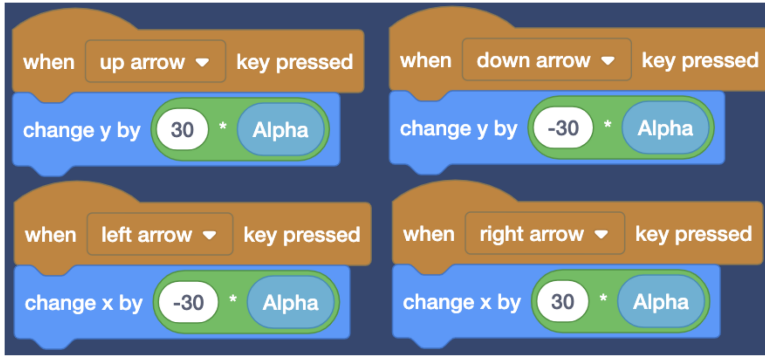 when up arrow key pressed
change y by 30 * Alpha
when down arrow key pressed
change y by -30 * Alpha
when left arrow key pressed
change x by -30 * Alpha
when right arrow key pressed
change x by 30 * Alpha